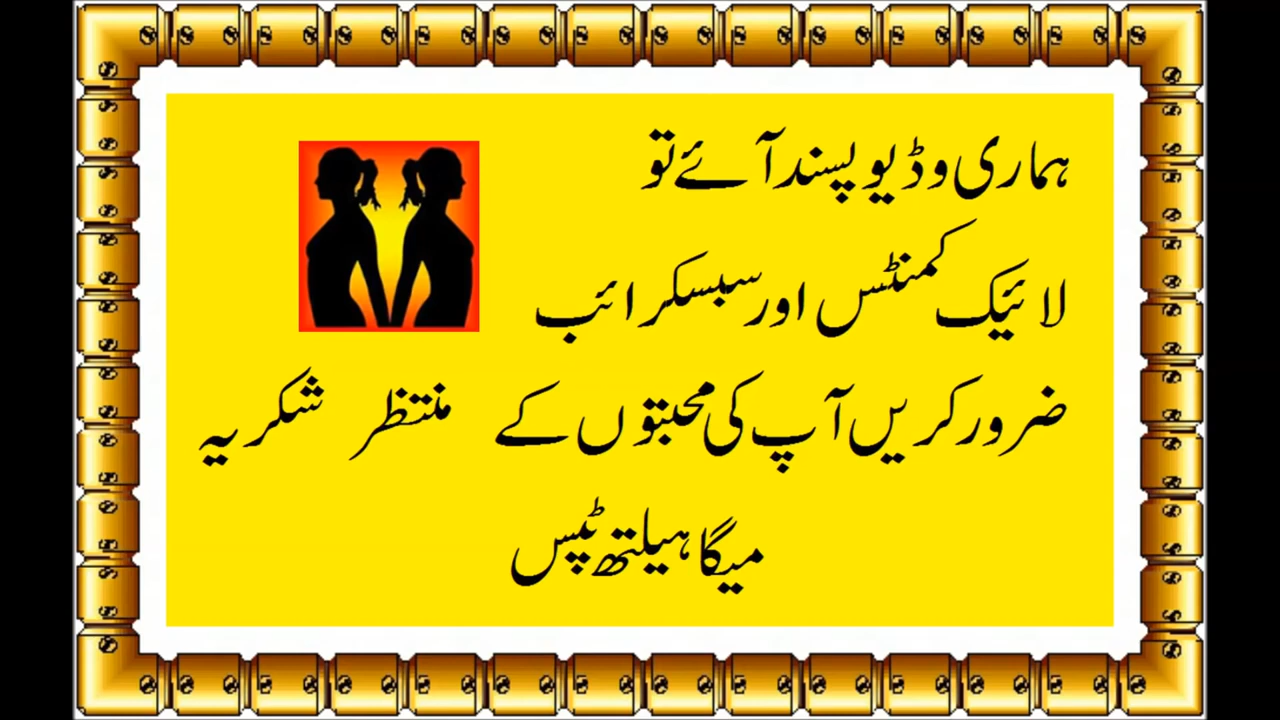 ہماری وڈیو پسند آئے تو
لائیک کمنٹس اور سبسکرائب
ضرور کریں آپ کی محبتوں کے منتظر شکریہ
میگا ہیلتھ ٹپس